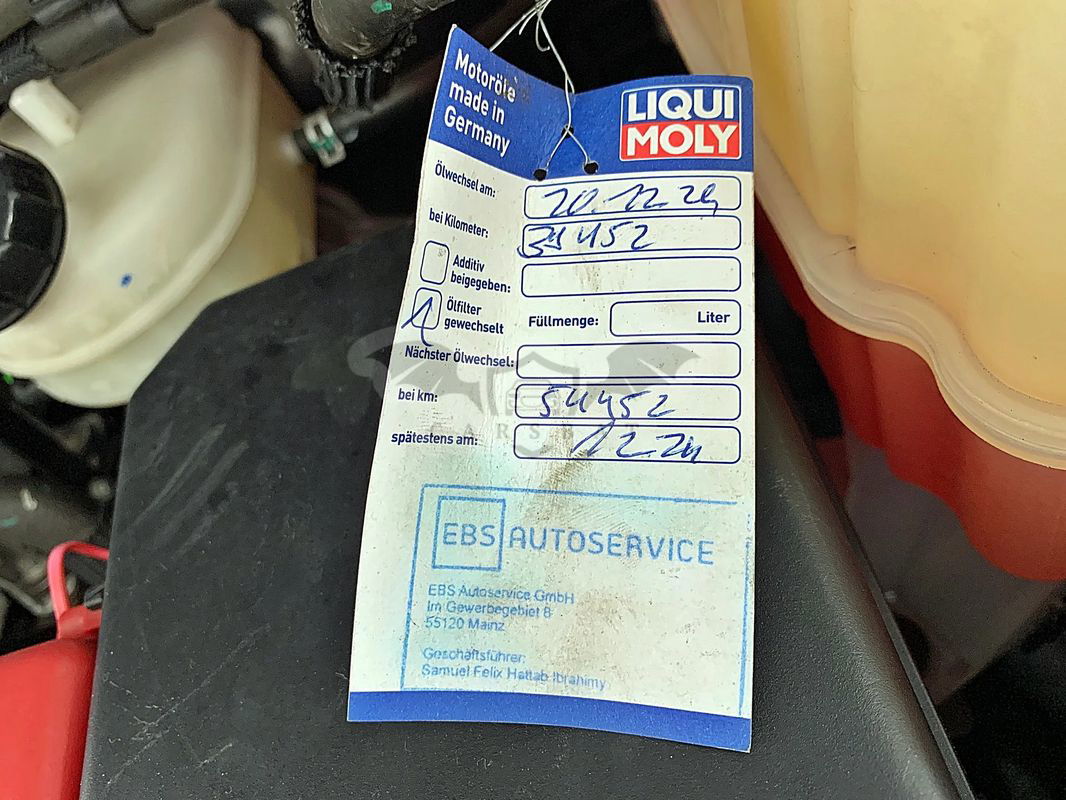 Motoröle
made in
Germany
LIQUI
MOLY
Ölwechsel am: 20.12.24
bei Kilometer: 39452
Additiv
beigegeben:
Ölfilter
gewechselt
Füllmenge: Liter
Nächster Ölwechsel:
bei km: 54452
spätestens am: 12.24
CARSBAT
EBS AUTOSERVICE
EBS Autoservice GmbH
Im Gewerbegebiet 8
55120 Mainz
Geschäftsführer:
Samuel Felix Hattab Ibrahimy